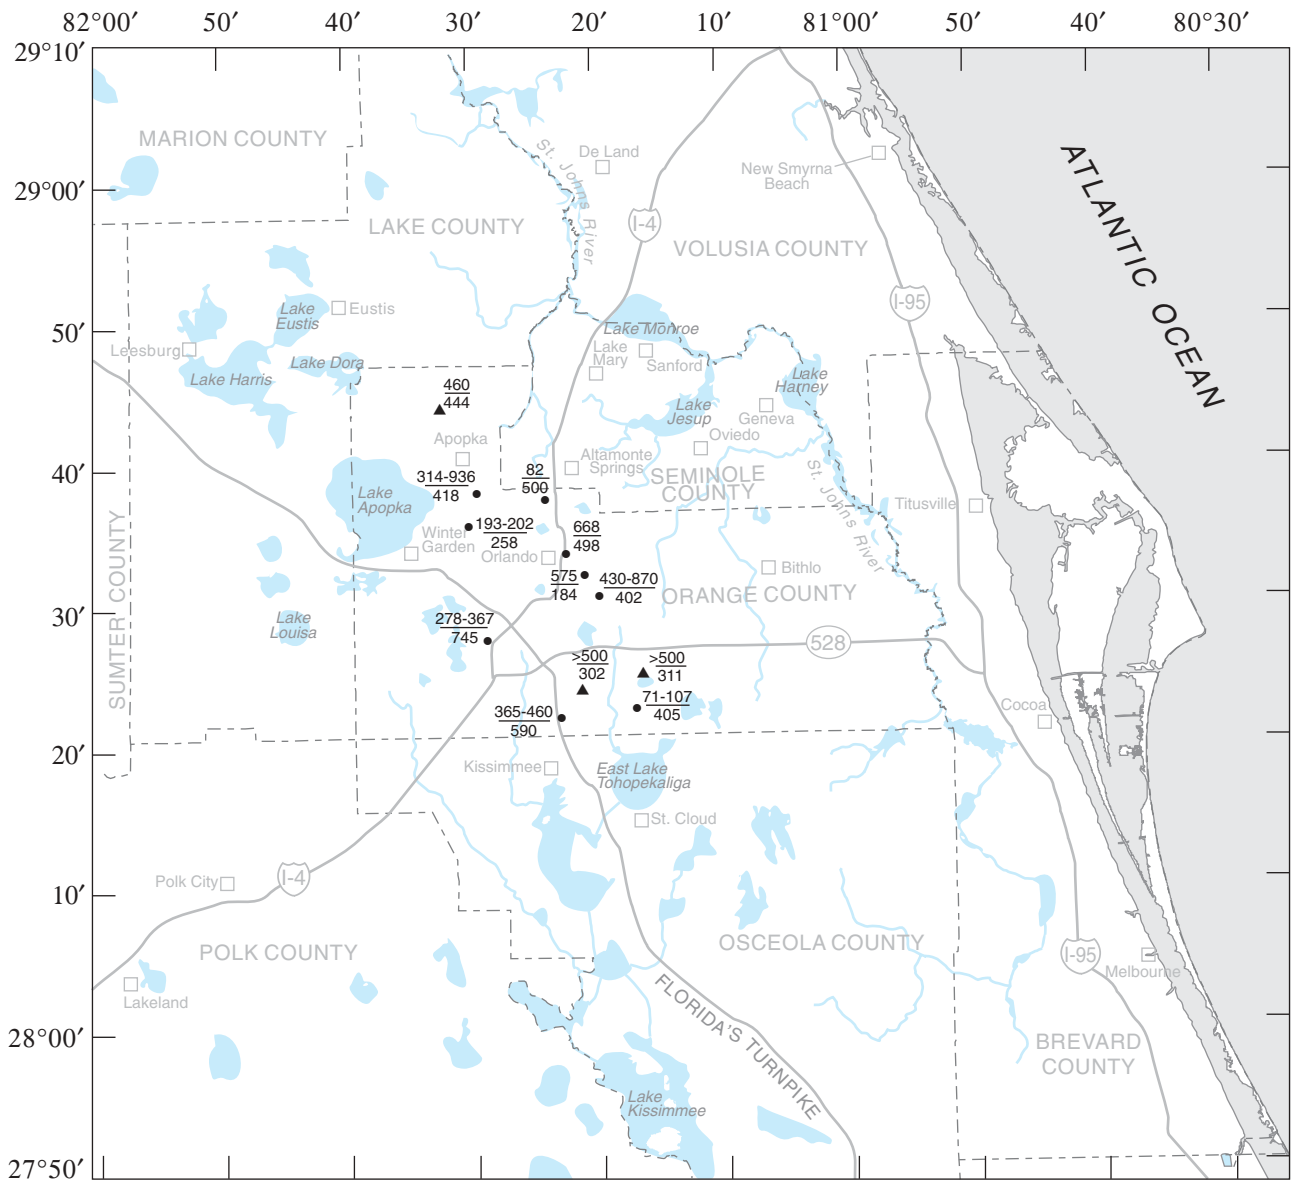 82°00′ 50′ 40′ 30′ 20′ 10′ 81°00′ 50′ 40′ 80°30′
29°10′
29°00′
50′
40′
30′
20′
10′
28°00′
27°50′
MARION COUNTY
De Land
New Smyrna
Beach
ATLANTIC OCEAN
St. Johns River
LAKE COUNTY
I-4
VOLUSIA COUNTY
I-95
Lake
Eustis
Eustis
Leesburg
Lake Harris
Lake Dora
Lake Monroe
Lake
Mary
Sanford
Lake
Harney
Lake
Jesup
Geneva
Oviedo
460
444
Apopka
Altamonte
Springs
SEMINOLE
COUNTY
314-936
418
82
500
Lake
Apopka
193-202
258
Winter
Garden
Orlando
668
498
575
184
430-870
402
St. Johns River
Titusville
Bithlo
ORANGE COUNTY
SUMTER COUNTY
Lake
Louisa
278-367
745
528
>500
302
>500
311
71-107
405
365-460
590
Cocoa
Kissimmee
East Lake
Tohopekaliga
St. Cloud
Polk City
I-4
POLK COUNTY
Lakeland
OSCEOLA COUNTY
I-95
Melbourne
FLORIDA'S TURNPIKE
BREVARD
COUNTY
Lake
Kissimmee